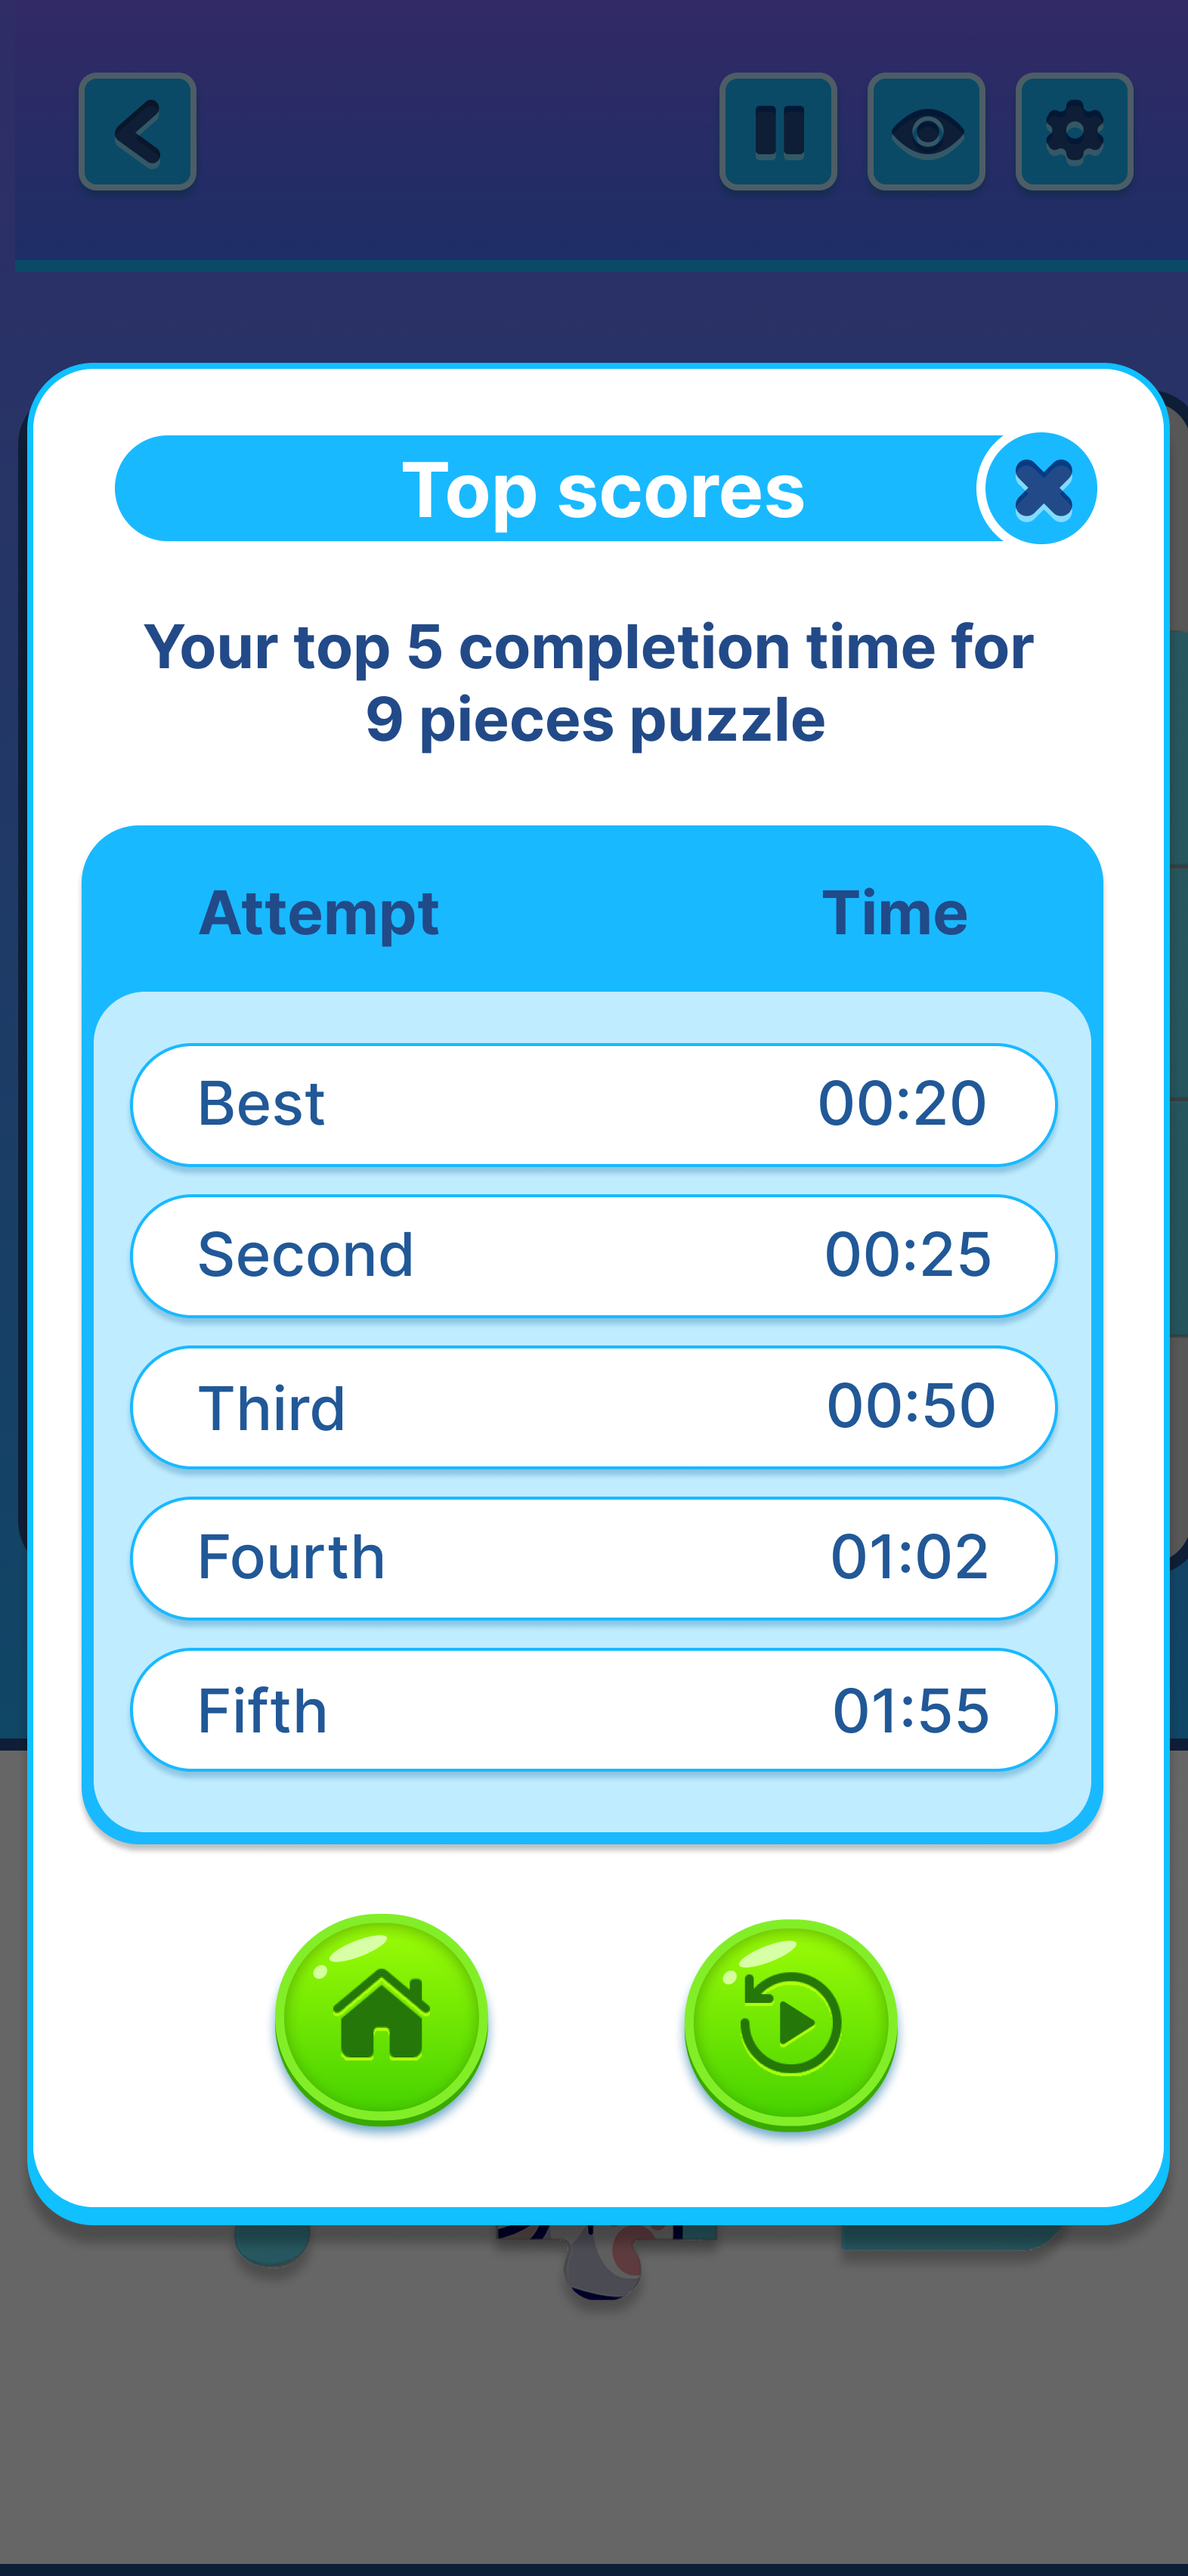 Top scores
Your top 5 completion time for
9 pieces puzzle
Attempt Time
Best 00:20
Second 00:25
Third 00:50
Fourth 01:02
Fifth 01:55